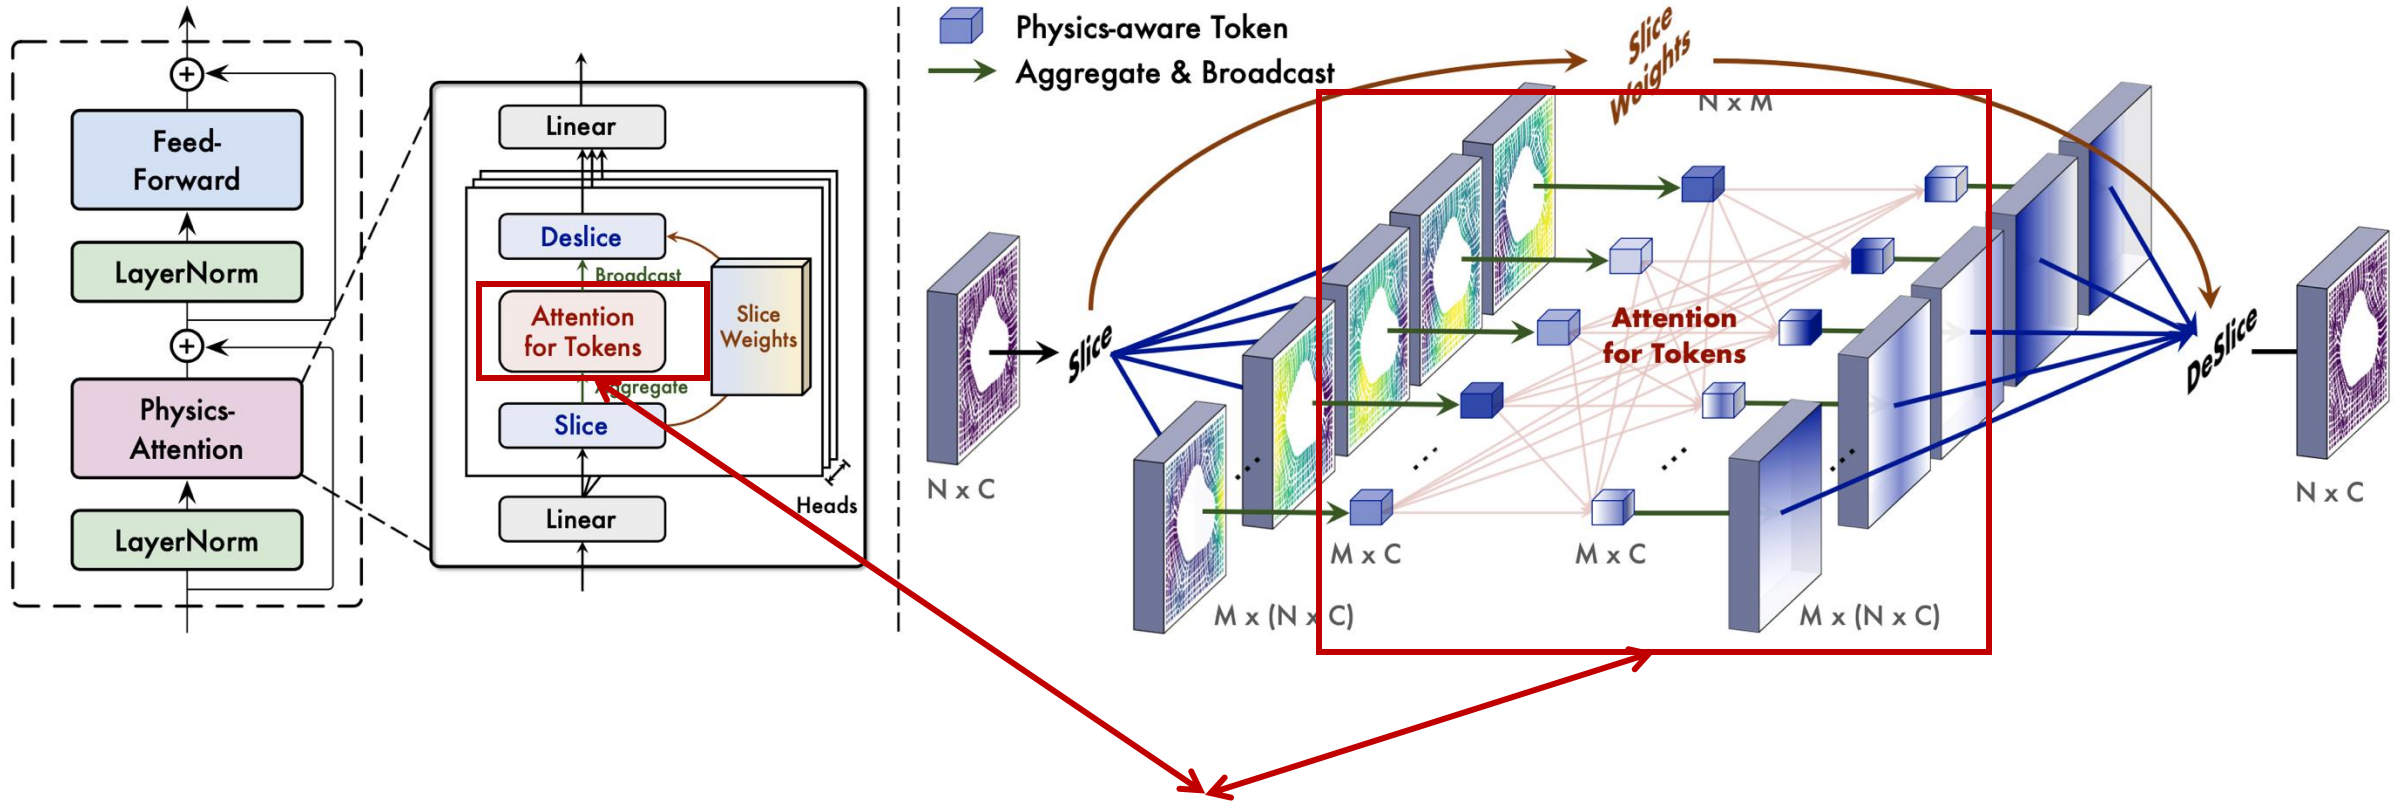 Feed-
Forward
LayerNorm
Physics-
Attention
LayerNorm
Linear
Deslice
Broadcast
Attention
for Tokens
Slice
Weights
Aggregate
Slice
Heads
Linear
Physics-aware Token
Aggregate & Broadcast
Slice
Weights
N x M
Slice
N x C
Attention
for Tokens
M x C
M x C
M x (N x C)
M x (N x C)
DeSlice
N x C